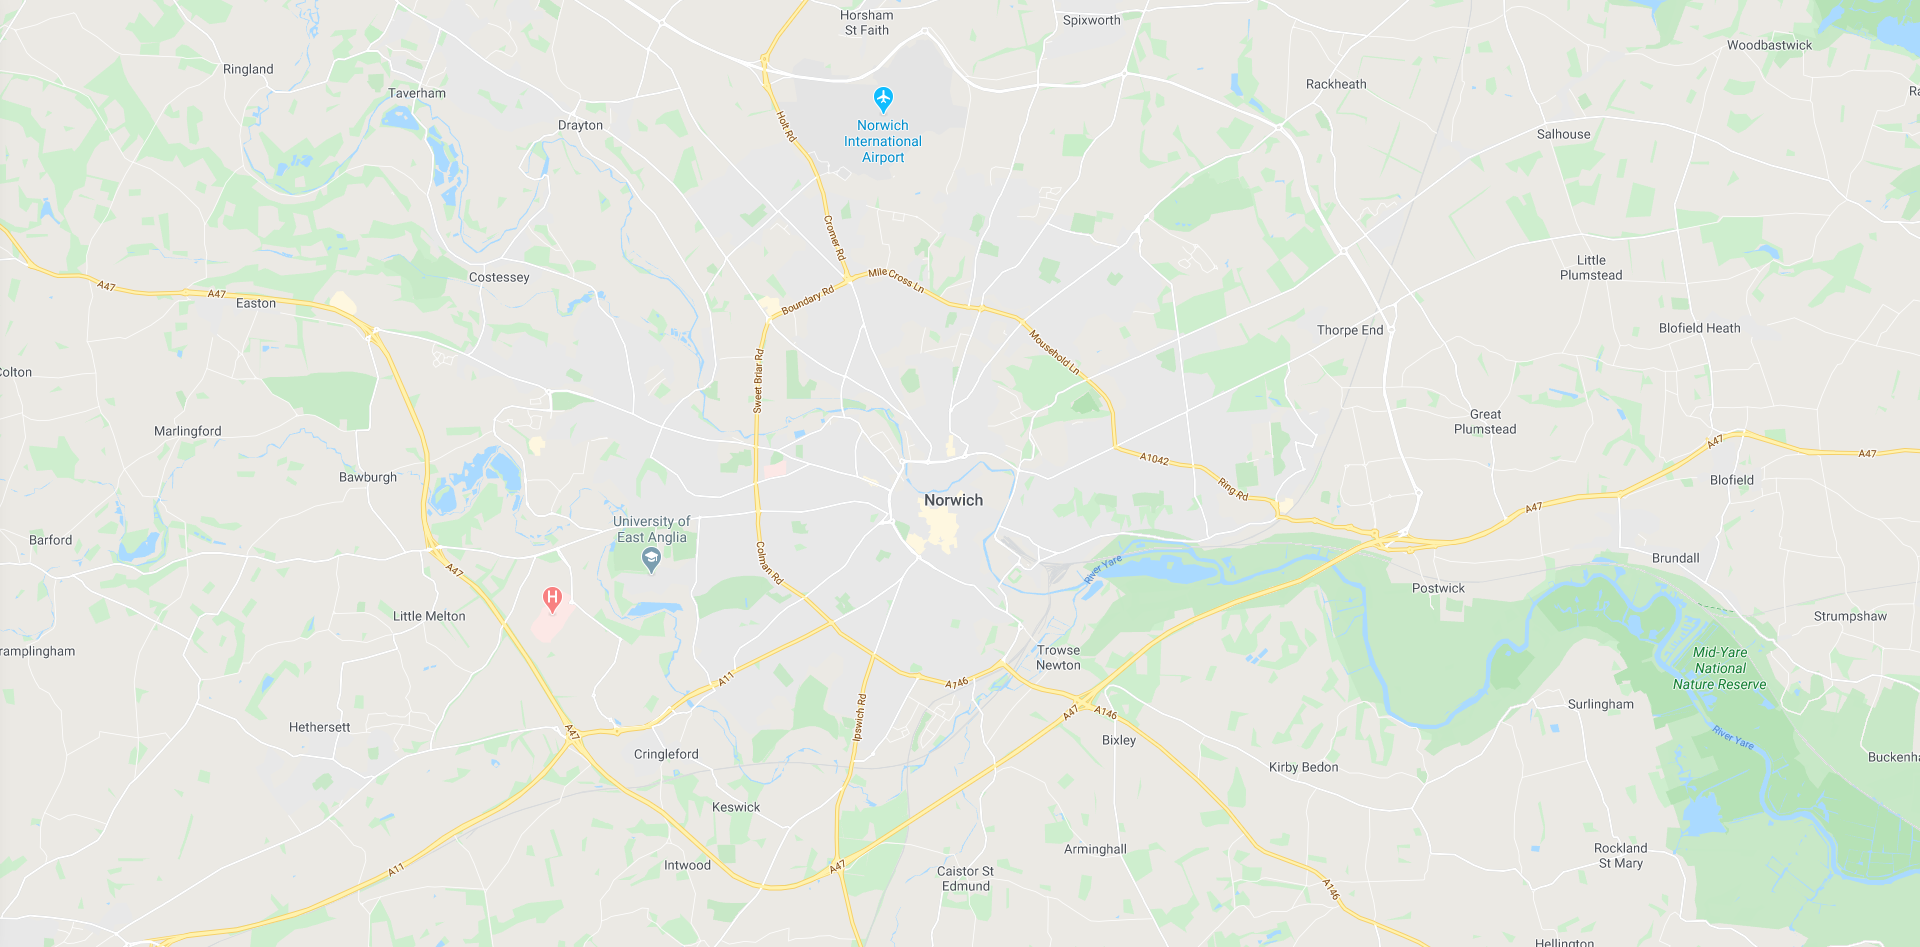 Horsham
St Faith
Spixworth
Woodbastwick
Ringland
Taverham
Rackheath
Drayton
Holt Rd
Norwich
International
Airport
Salhouse
Cromer Rd
Costessey
Mile Cross Ln
Little
Plumstead
A47
A47
Easton
Boundary Rd
Mousehold Ln
Thorpe End
Blofield Heath
Colton
Sweet Briar Rd
Great
Plumstead
Marlingford
A47
A47
A1042
Bawburgh
Ring Rd
Blofield
Norwich
A47
University of
East Anglia
Barford
Colman Rd
River Yare
Brundall
A47
H
Postwick
Little Melton
Strumpshaw
ramplingham
Trowse
Newton
Mid-Yare
National
Nature Reserve
A11
A146
Ipswich Rd
Surlingham
A47
A146
Hethersett
A47
Bixley
River Yare
Cringleford
Kirby Bedon
Buckenha
Keswick
Arminghall
Rockland
St Mary
Intwood
A47
A11
Caistor St
Edmund
A146
Hellington